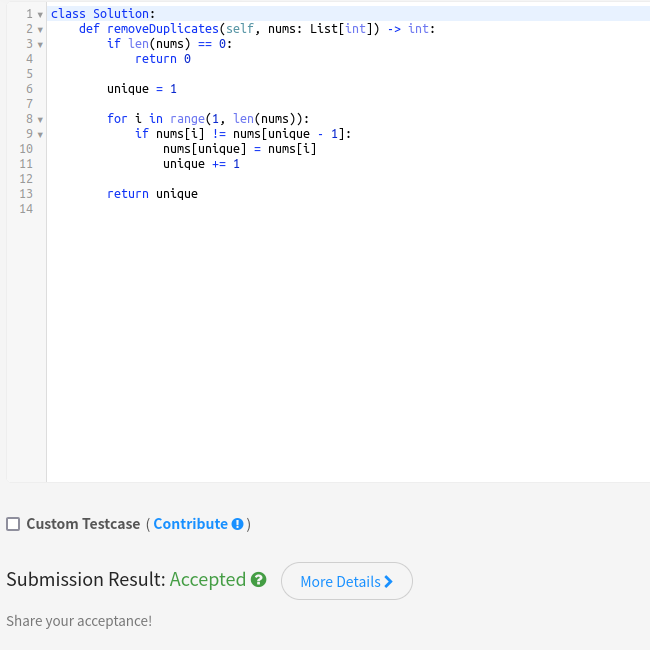 1 class Solution:
2 def removeDuplicates(self, nums: List[int]) -> int:
3 if len(nums) == 0:
4 return 0
5
6 unique = 1
7
8 for i in range(1, len(nums)):
9 if nums[i] != nums[unique - 1]:
10 nums[unique] = nums[i]
11 unique += 1
12
13 return unique
14
Custom Testcase ( Contribute )
Submission Result: Accepted More Details
Share your acceptance!